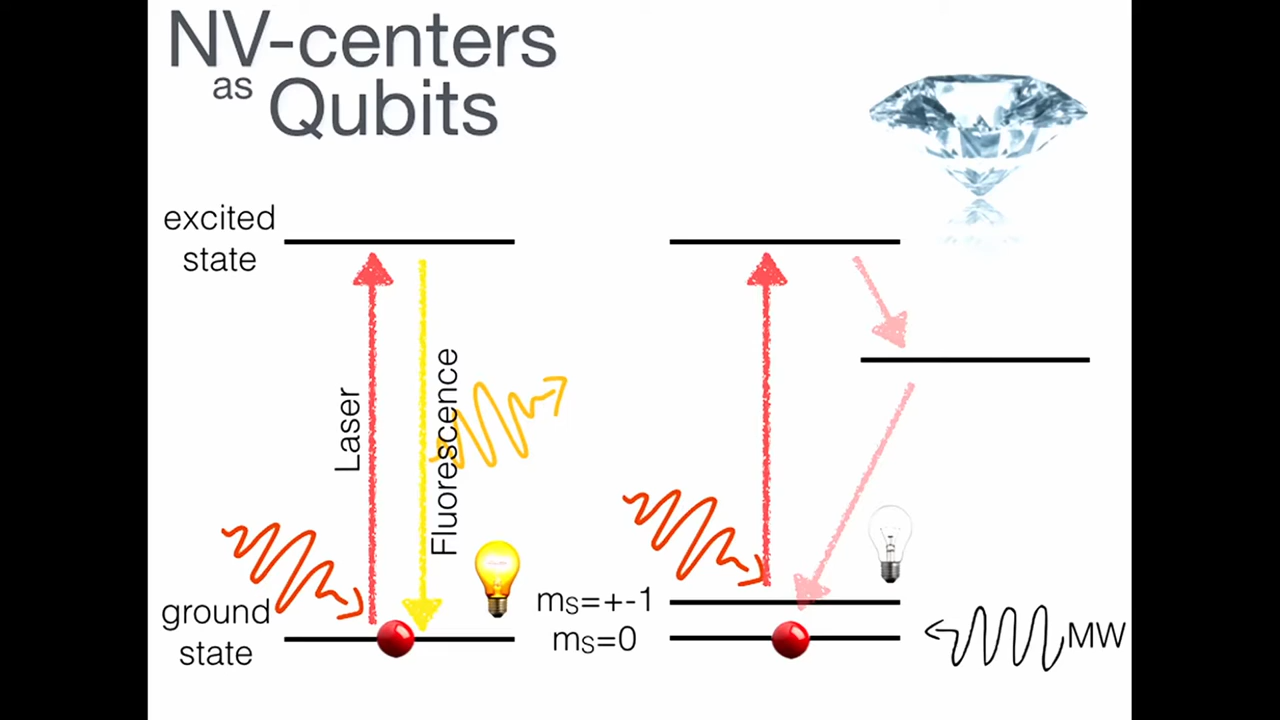 NV-centers
as Qubits
excited
state
Laser
Fluorescence
ground
state
mS=+-1
mS=0
MW